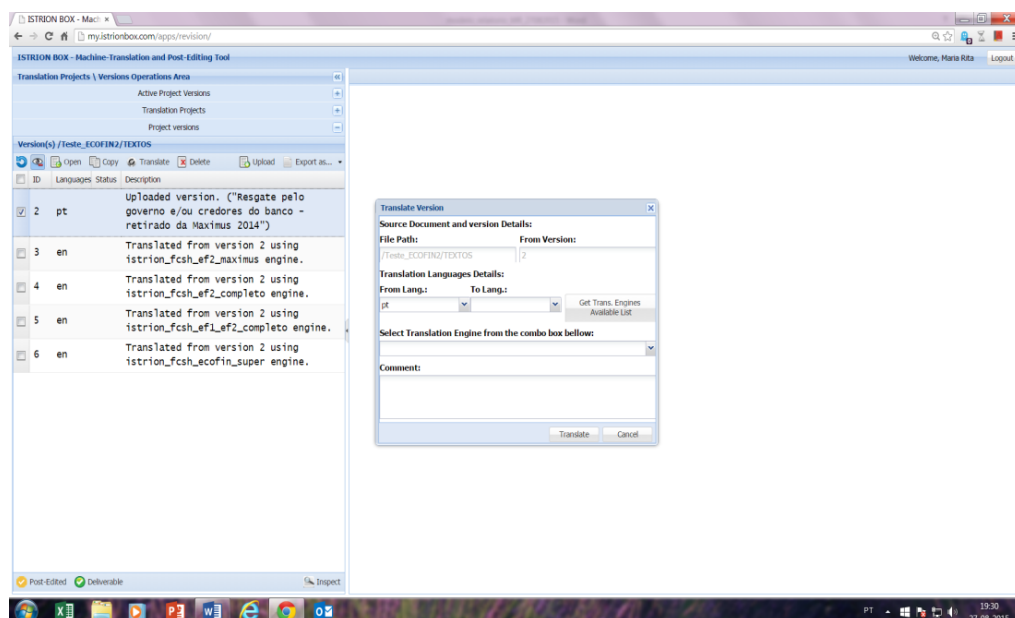 ISTRION BOX - Mach
my.istrionbox.com/apps/revision/
ISTRION BOX - Machine-Translation and Post-Editing Tool
Welcome, Maria Rita
Logout
Translation Projects \ Versions Operations Area
Active Project Versions
Translation Projects
Project versions
Version(s) /Teste_ECOFIN2/TEXTOS
Open Copy Translate Delete Upload Export as...
ID Languages Status Description
2 pt Uploaded version. ("Resgate pelo
governo e/ou credores do banco -
retirado da Maximus 2014")
3 en Translated from version 2 using
istrion_fcsh_ef2_maximus engine.
4 en Translated from version 2 using
istrion_fcsh_ef2_completo engine.
5 en Translated from version 2 using
istrion_fcsh_ef1_ef2_completo engine.
6 en Translated from version 2 using
istrion_fcsh_ecofin_super engine.
Translate Version
Source Document and version Details:
File Path: From Version:
/Teste_ECOFIN2/TEXTOS 2
Translation Languages Details:
From Lang.: To Lang.:
pt
Get Trans. Engines
Available List
Select Translation Engine from the combo box bellow:
Comment:
Translate Cancel
Post-Edited Deliverable Inspect
PT
19:30
27-08-2015